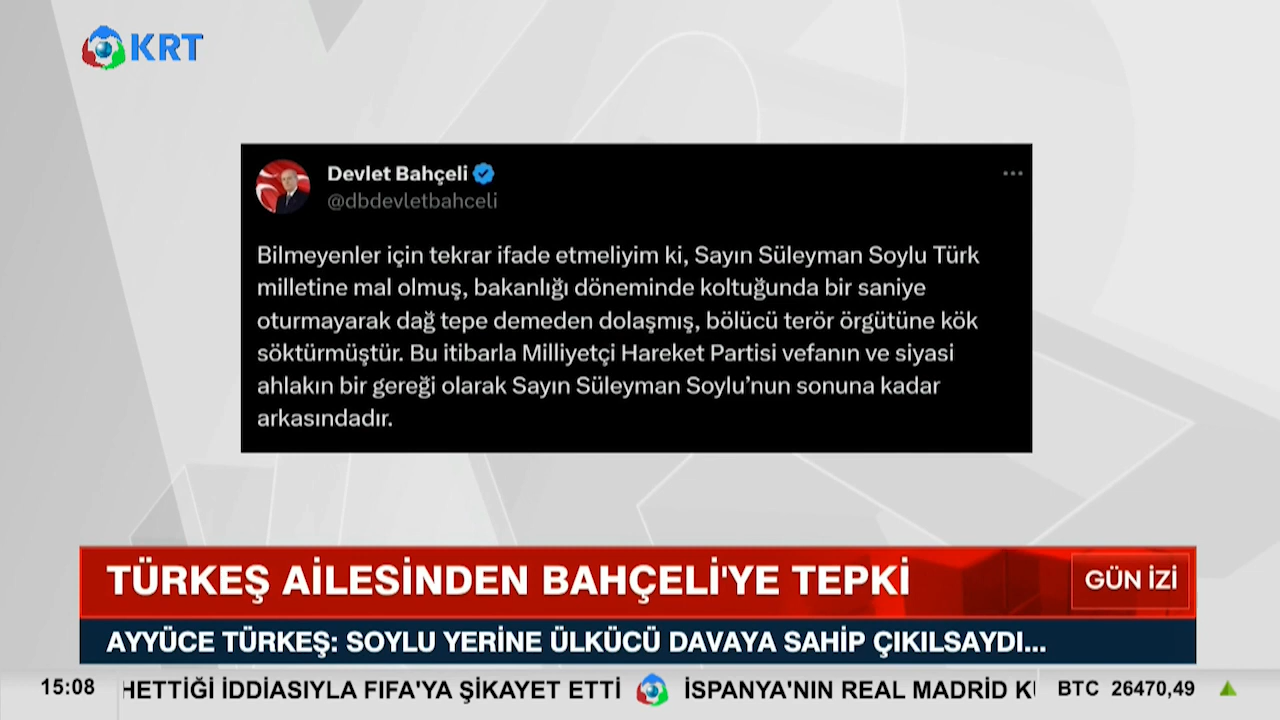 KRT
Devlet Bahçeli
@dbdevletbahceli
Bilmeyenler için tekrar ifade etmeliyim ki, Sayın Süleyman Soylu Türk
milletine mal olmuş, bakanlığı döneminde koltuğunda bir saniye
oturmayarak dağ tepe demeden dolaşmış, bölücü terör örgütüne kök
söktürmüştür. Bu itibarla Milliyetçi Hareket Partisi vefanın ve siyasi
ahlakın bir gereği olarak Sayın Süleyman Soylu’nun sonuna kadar
arkasındadır.
TÜRKEŞ AİLESİNDEN BAHÇELİ'YE TEPKİ
GÜN İZİ
AYYÜCE TÜRKEŞ: SOYLU YERİNE ÜLKÜCÜ DAVAYA SAHİP ÇIKILSAYDI...
15:08 HETTİĞİ İDDİASIYLA FIFA'YA ŞİKAYET ETTİ İSPANYA'NIN REAL MADRID BTC 26470,49